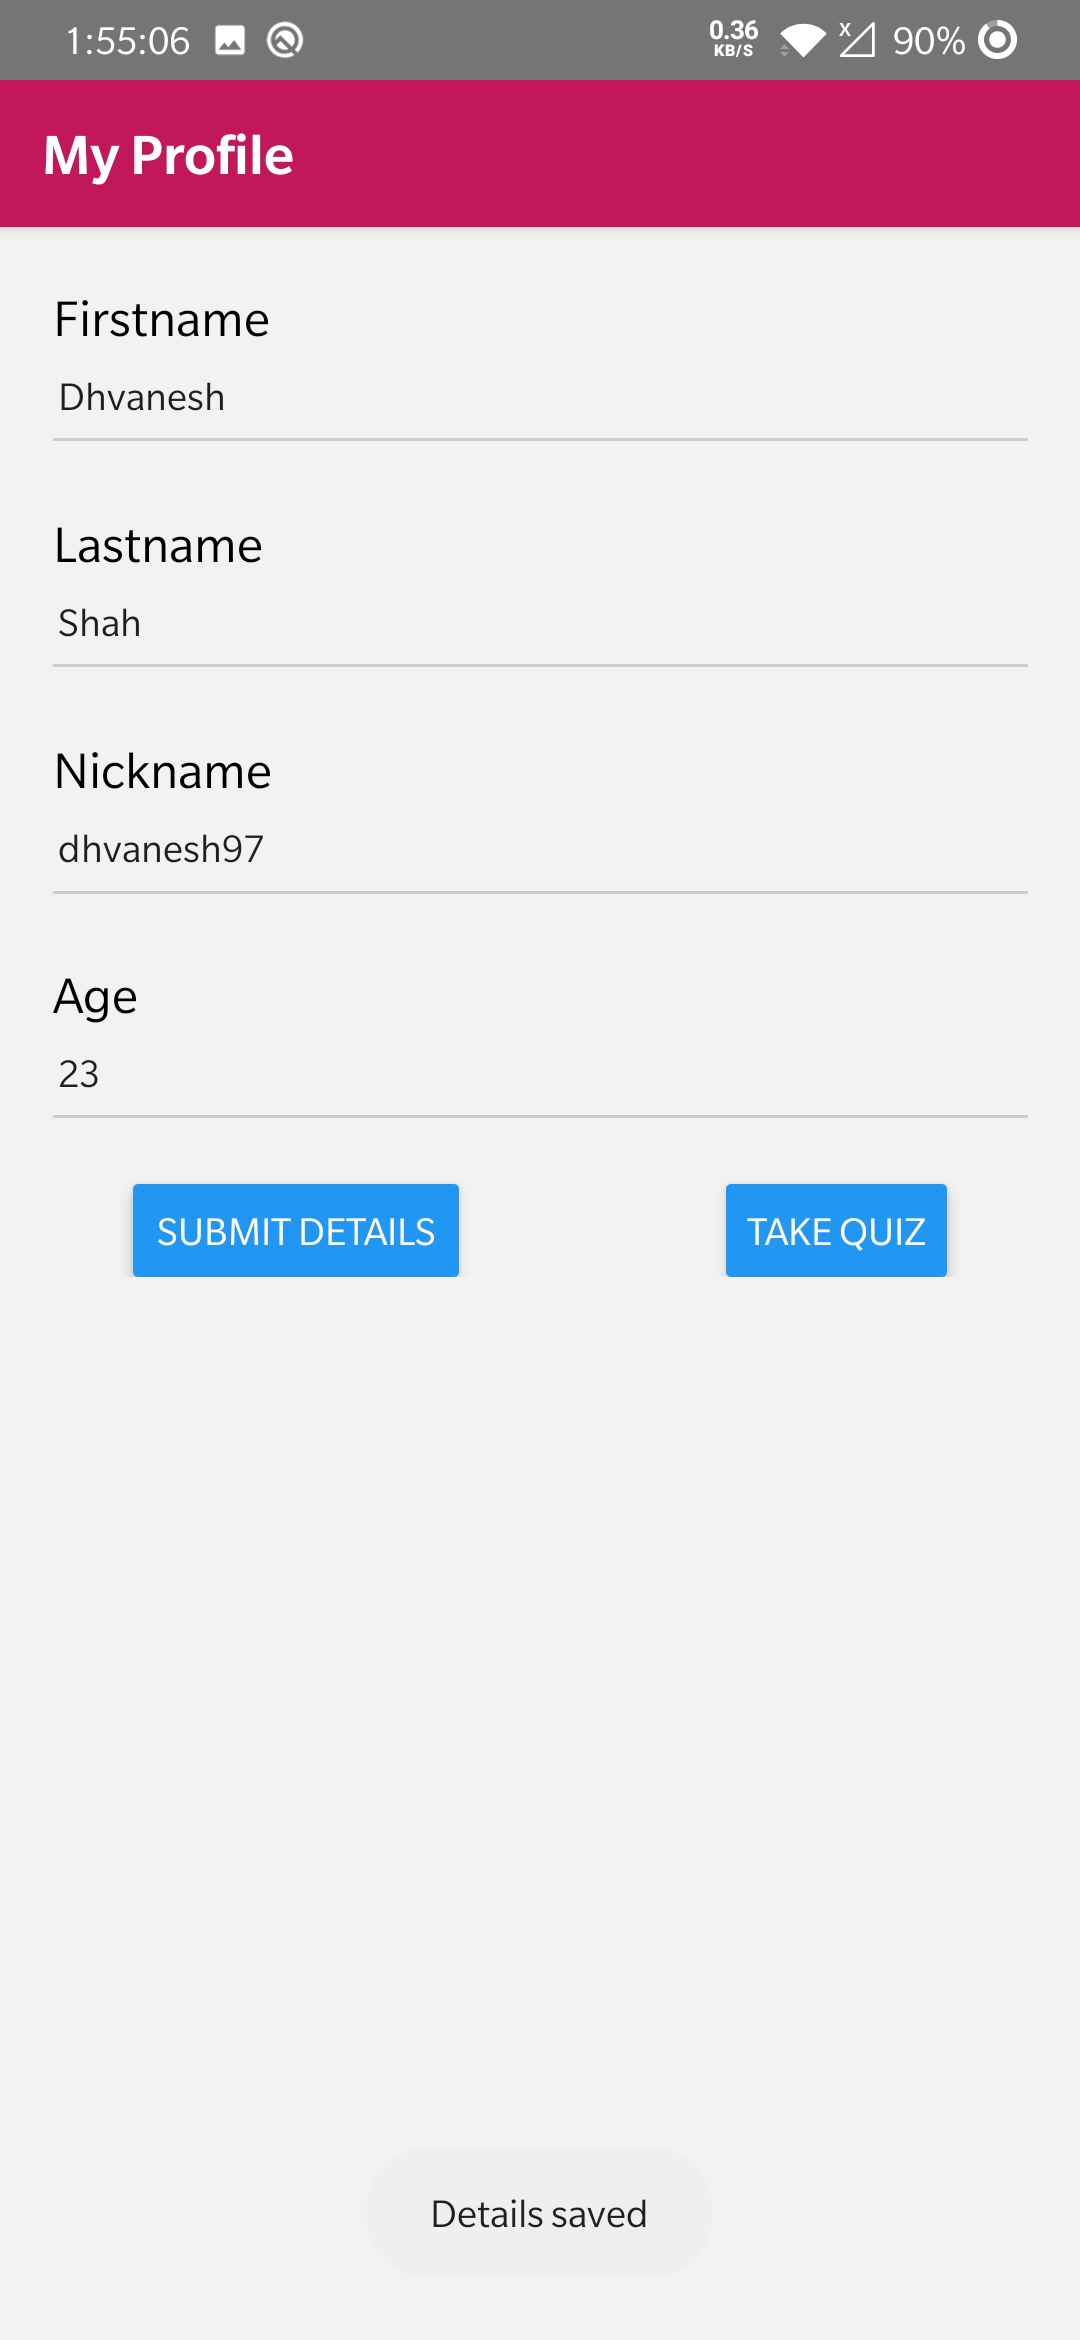 1:55:06 0.36 KB/S X 90%
My Profile
Firstname
Dhvanesh
Lastname
Shah
Nickname
dhvanesh97
Age
23
SUBMIT DETAILS TAKE QUIZ
Details saved